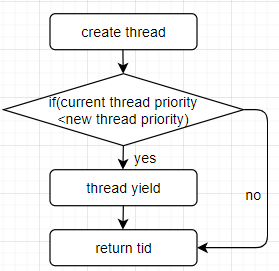 create thread
if(current thread priority
<new thread priority)
yes
thread yield
no
return tid